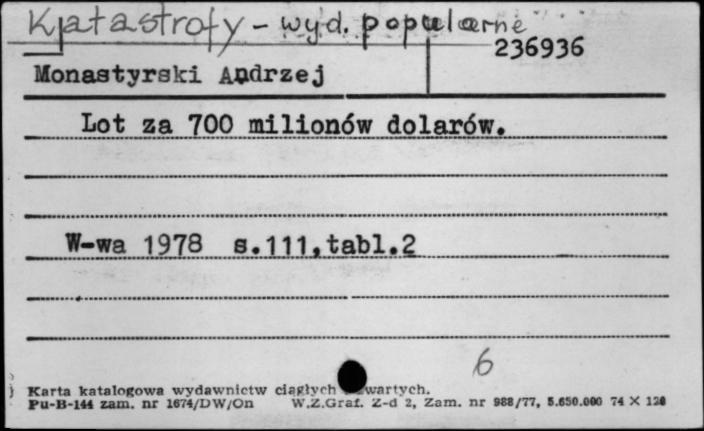 Katastrofy - wyd. popularne
236936
Monastyrski Andrzej
Lot za 700 milionów dolarów.
W-wa 1978 s.111,tabl.2
6
Karta katalogowa wydawnictw ciągłych wartych.
Pu-B-144 zam. nr 1674/DW/On W.Z.Graf. Z-d 2, Zam. nr 988/77, 5.650.000 74 X 120